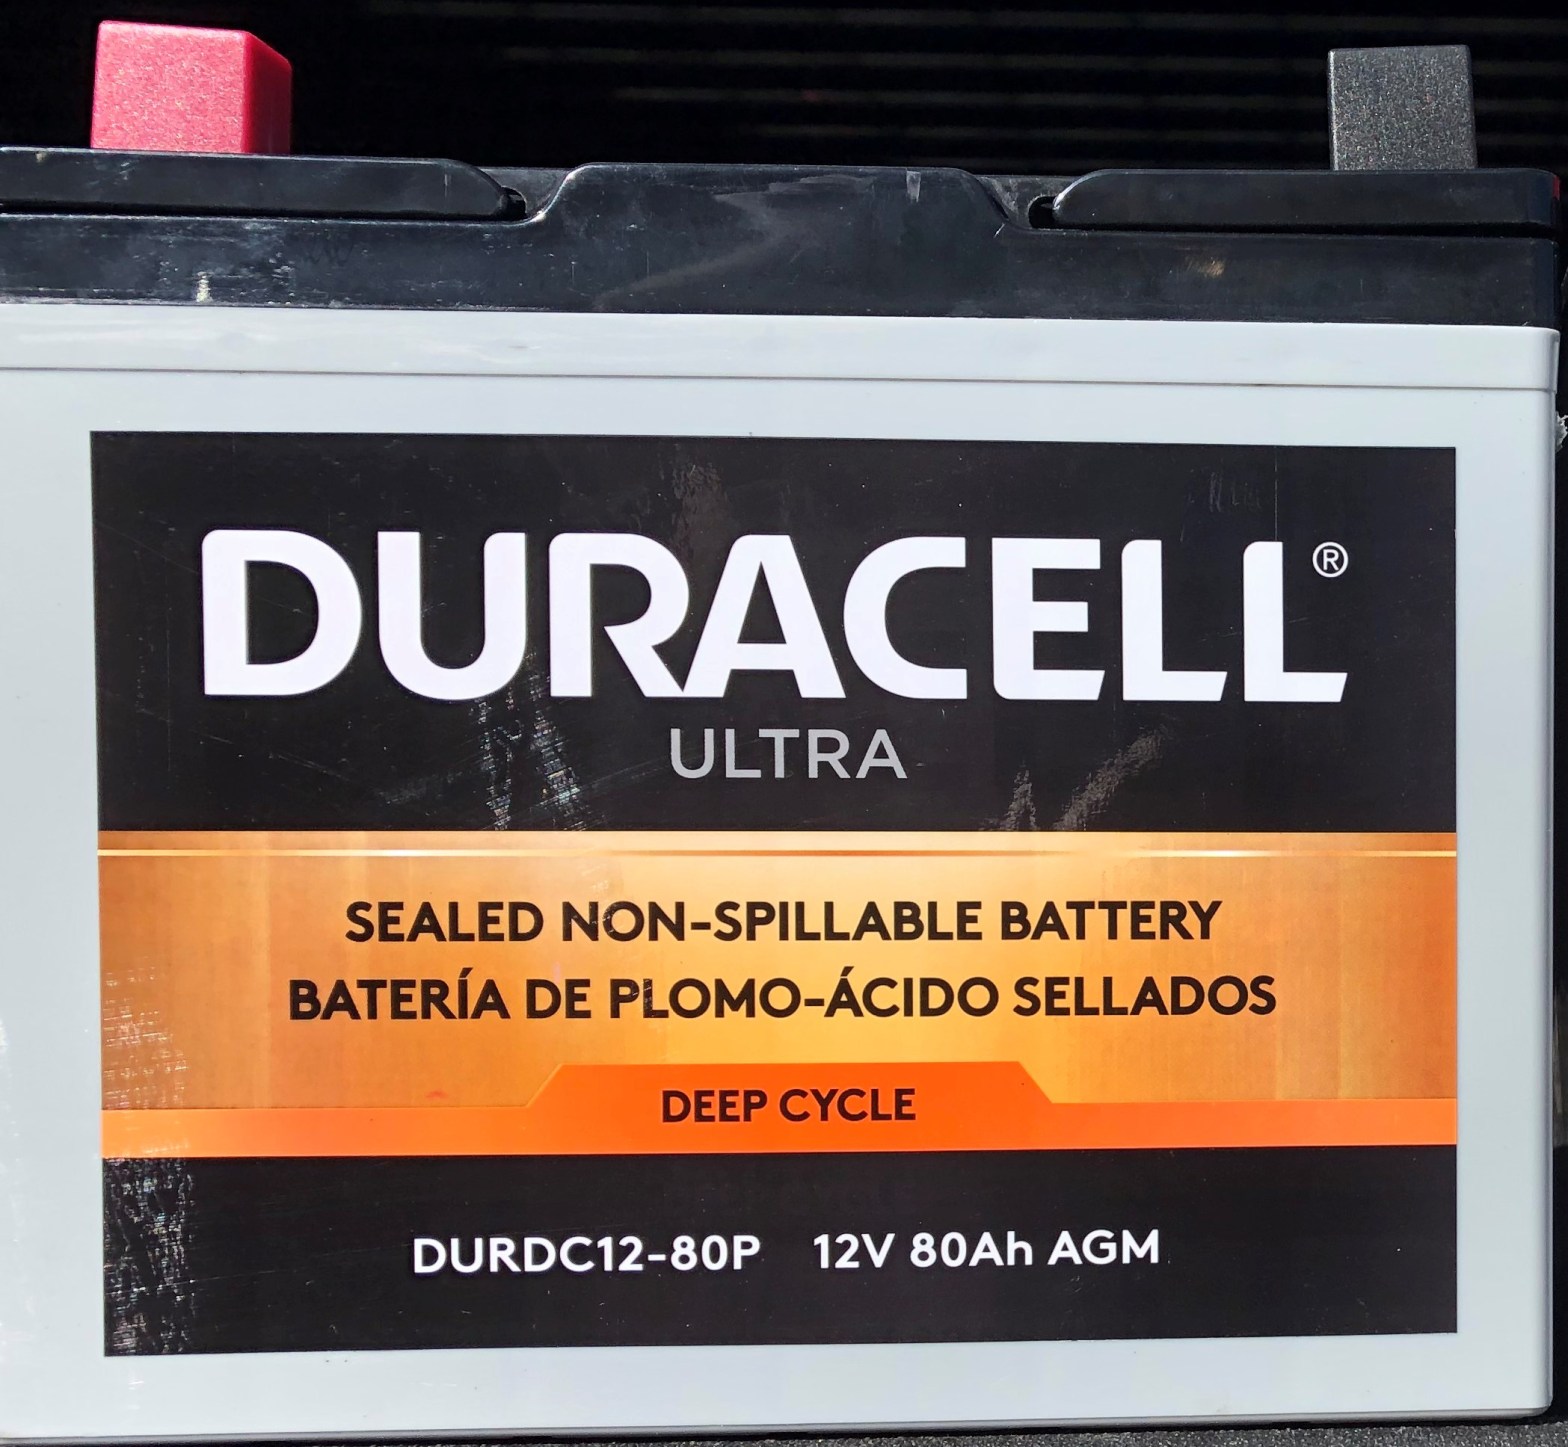 DURACELL®
ULTRA
SEALED NON-SPILLABLE BATTERY
BATERÍA DE PLOMO-ÁCIDO SELLADOS
DEEP CYCLE
DURDC12-80P 12V 80Ah AGM